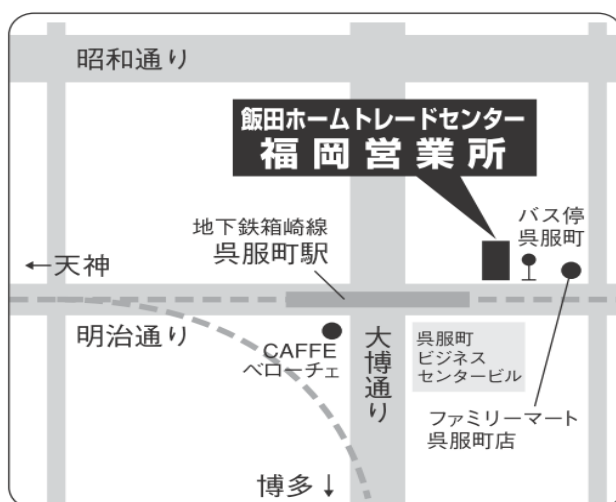 昭和通り
飯田ホームトレードセンター
福岡営業所
バス停
呉服町
地下鉄箱崎線
呉服町駅
←天神
明治通り
CAFFE
ベローチェ
大博通り
呉服町
ビジネス
センタービル
ファミリーマート
呉服町店
博多↓